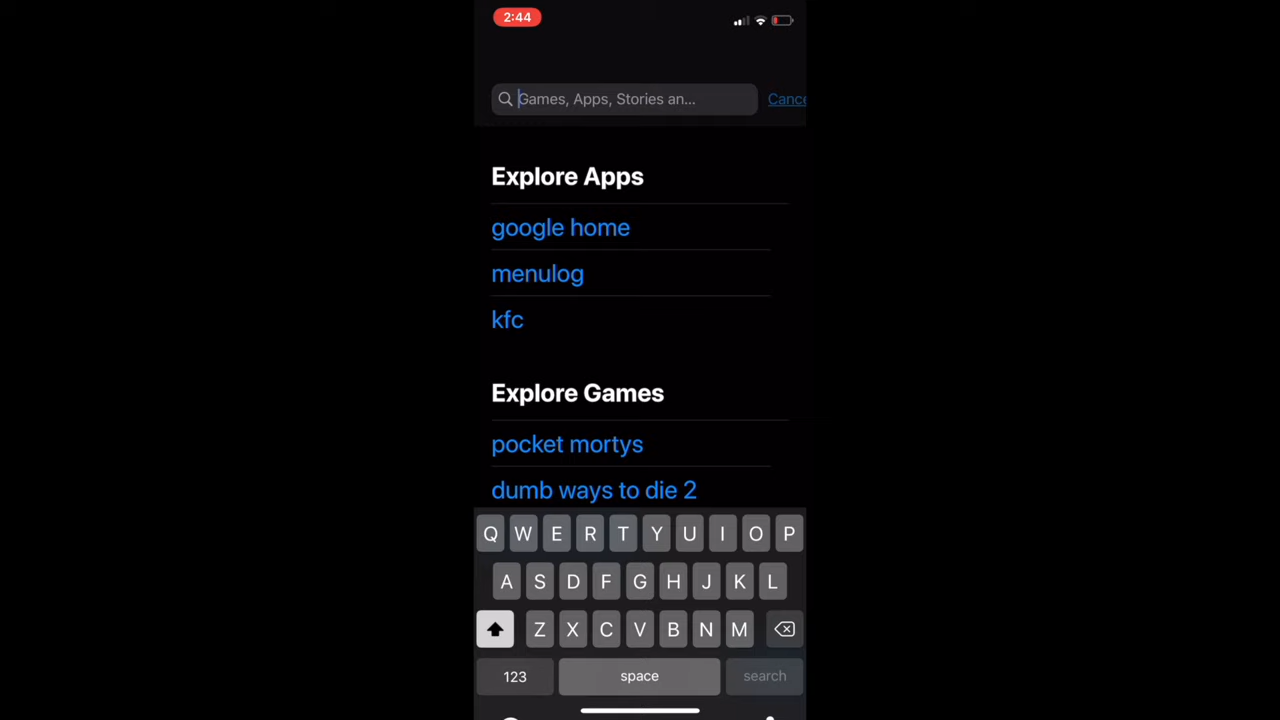 2:44
Games, Apps, Stories an...
Cance
Explore Apps
google home
menulog
kfc
Explore Games
pocket mortys
dumb ways to die 2
Q W E R T Y U I O P
A S D F G H J K L
Z X C V B N M
123 space search